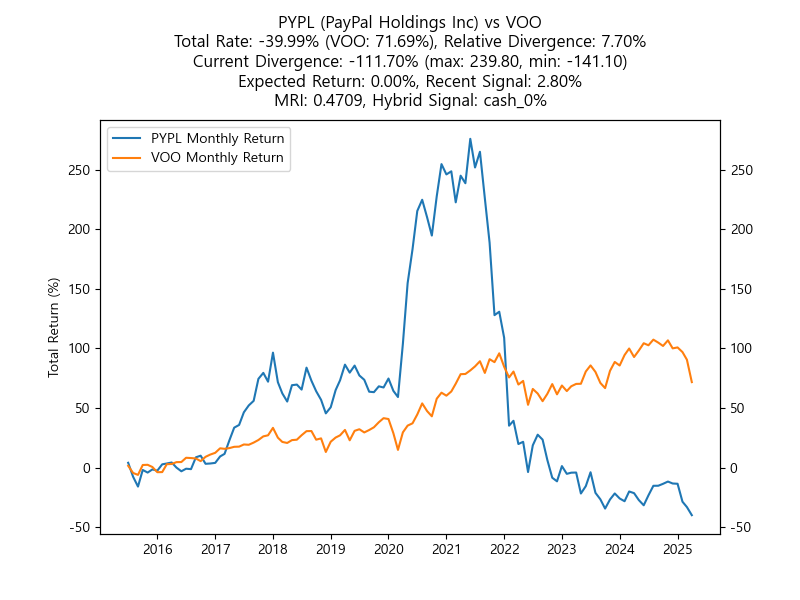 PYPL (PayPal Holdings Inc) vs VOO
Total Rate: -39.99% (VOO: 71.69%), Relative Divergence: 7.70%
Current Divergence: -111.70% (max: 239.80, min: -141.10)
Expected Return: 0.00%, Recent Signal: 2.80%
MRI: 0.4709, Hybrid Signal: cash_0%
PYPL Monthly Return
VOO Monthly Return
Total Return (%)
250
200
150
100
50
0
-50
250
200
150
100
50
0
-50
2016 2017 2018 2019 2020 2021 2022 2023 2024 2025